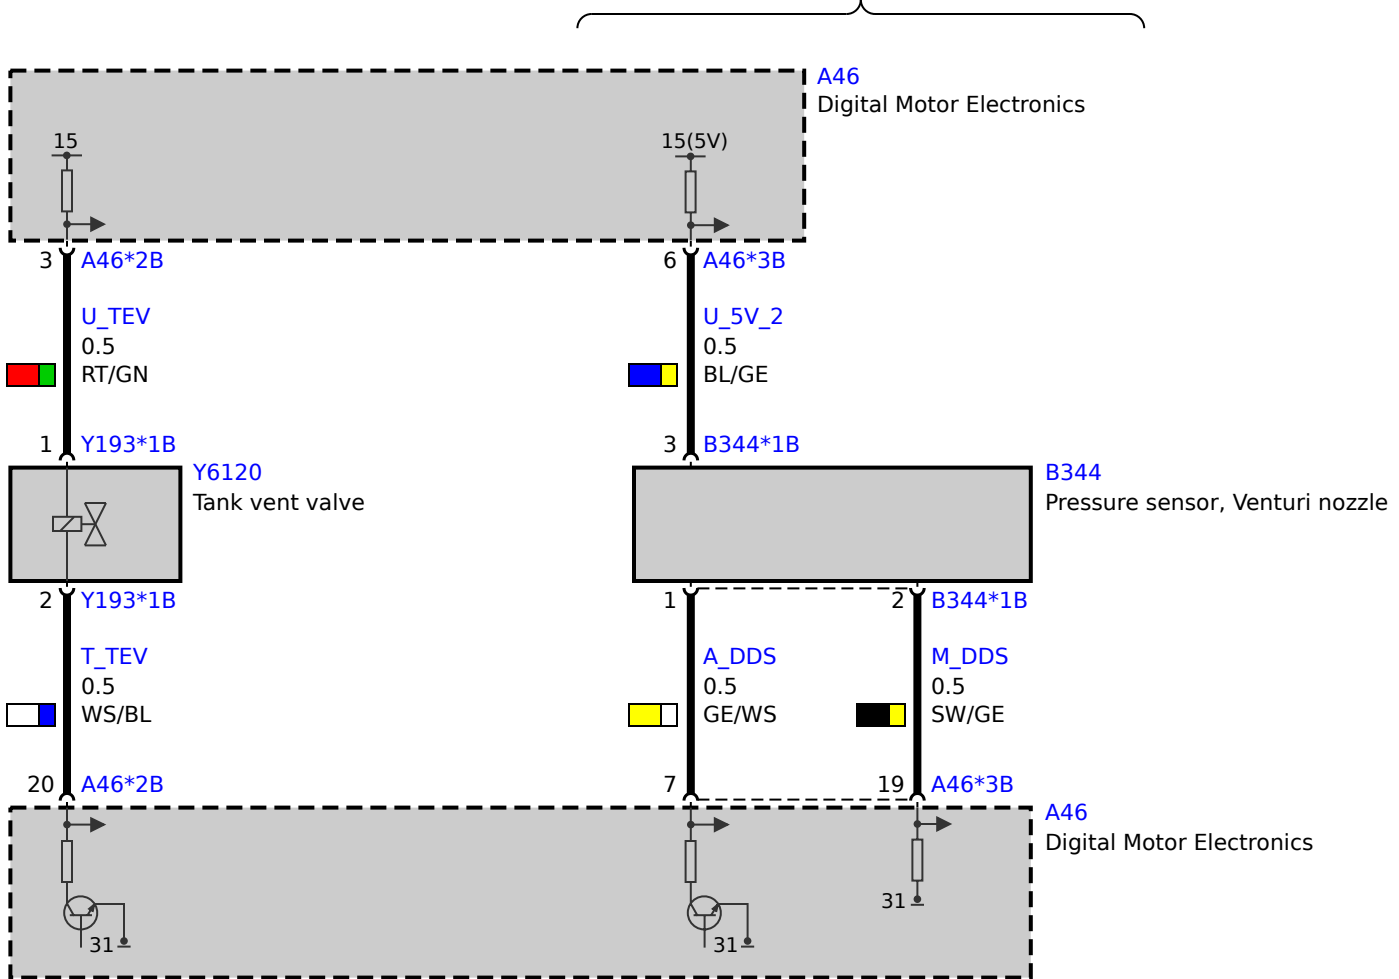 A46
Digital Motor Electronics
15
15(5V)
3 A46*2B
6 A46*3B
U_TEV
0.5
RT/GN
U_5V_2
0.5
BL/GE
1 Y193*1B
3 B344*1B
Y6120
Tank vent valve
B344
Pressure sensor, Venturi nozzle
2 Y193*1B
1
2 B344*1B
T_TEV
0.5
WS/BL
A_DDS
0.5
GE/WS
M_DDS
0.5
SW/GE
20 A46*2B
7
19 A46*3B
A46
Digital Motor Electronics
31
31
31